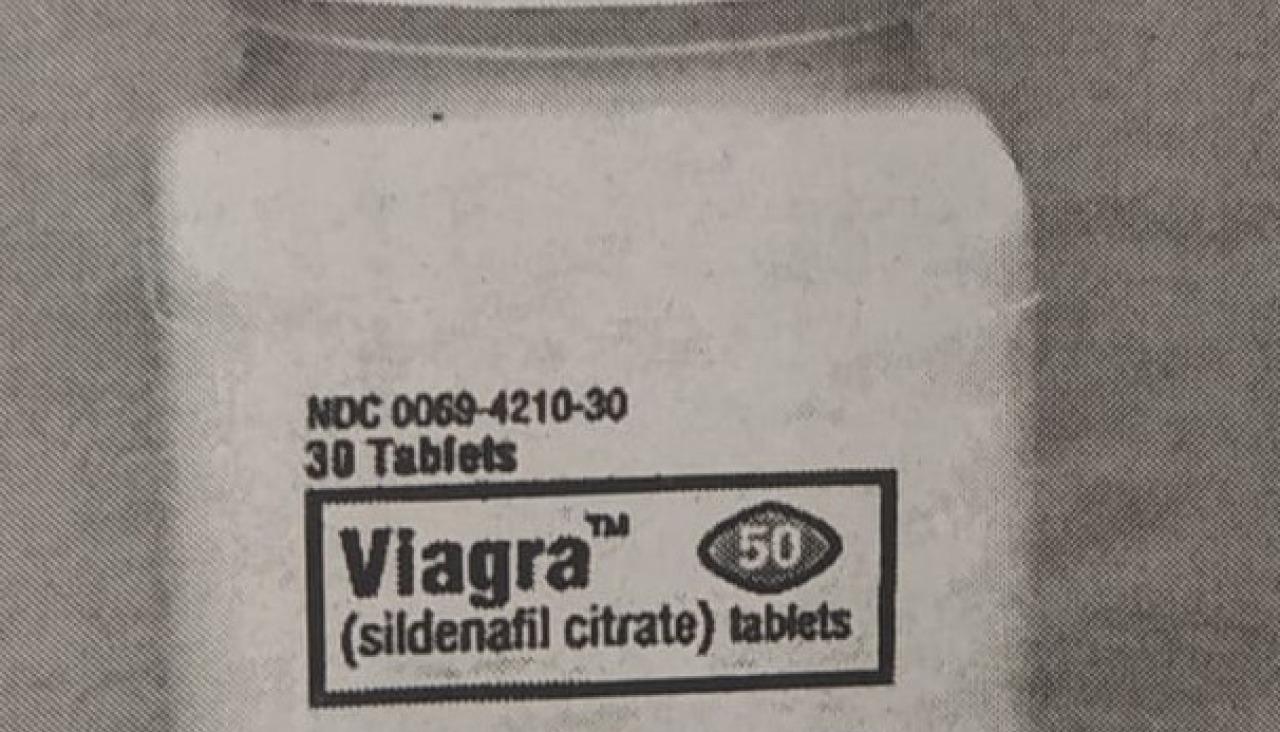 NDC 0069-4210-30
30 Tablets
Viagra™ 50
(sildenafil citrate) tablets